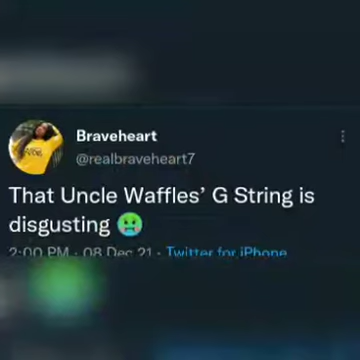 Braveheart
@realbraveheart7
That Uncle Waffles’ G String is
disgusting 🤢
2:00 PM · 08 Dec 21 · Twitter for iPhone